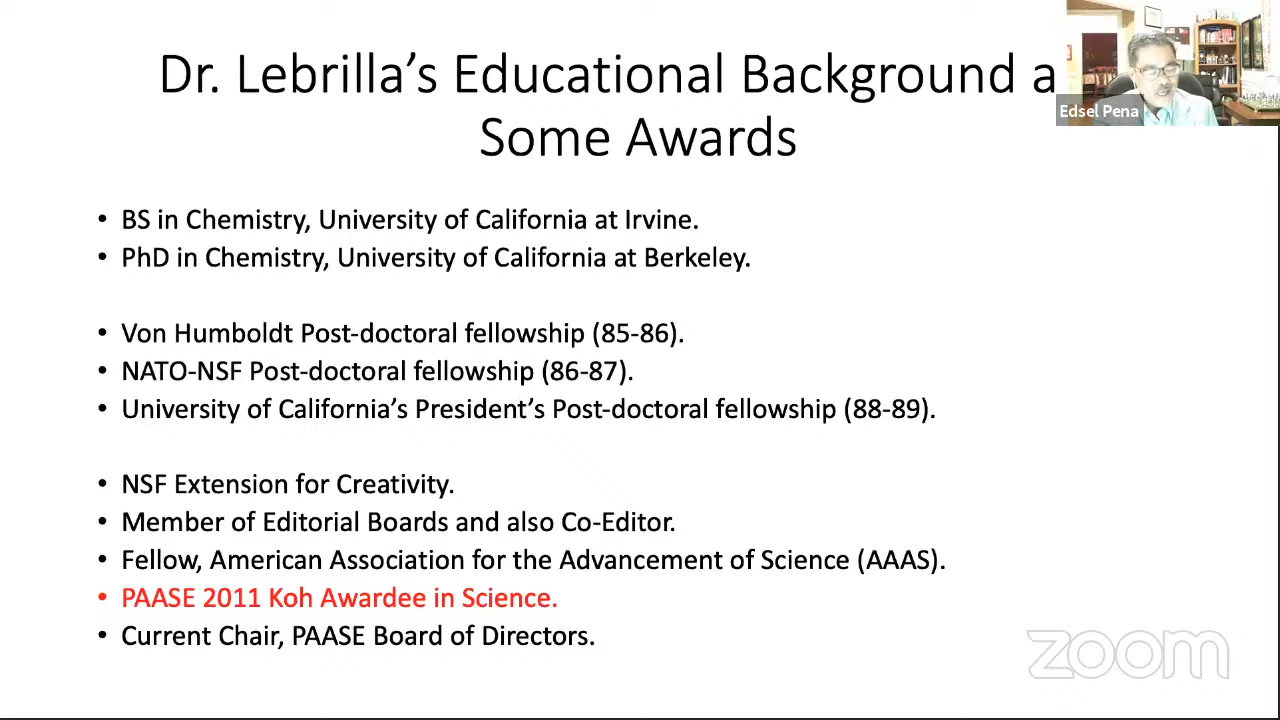 Dr. Lebrilla's Educational Background a
Some Awards
Edsel Pena
• BS in Chemistry, University of California at Irvine.
• PhD in Chemistry, University of California at Berkeley.
• Von Humboldt Post-doctoral fellowship (85-86).
• NATO-NSF Post-doctoral fellowship (86-87).
• University of California's President's Post-doctoral fellowship (88-89).
• NSF Extension for Creativity.
• Member of Editorial Boards and also Co-Editor.
• Fellow, American Association for the Advancement of Science (AAAS).
• PAASE 2011 Koh Awardee in Science.
• Current Chair, PAASE Board of Directors.
zoom